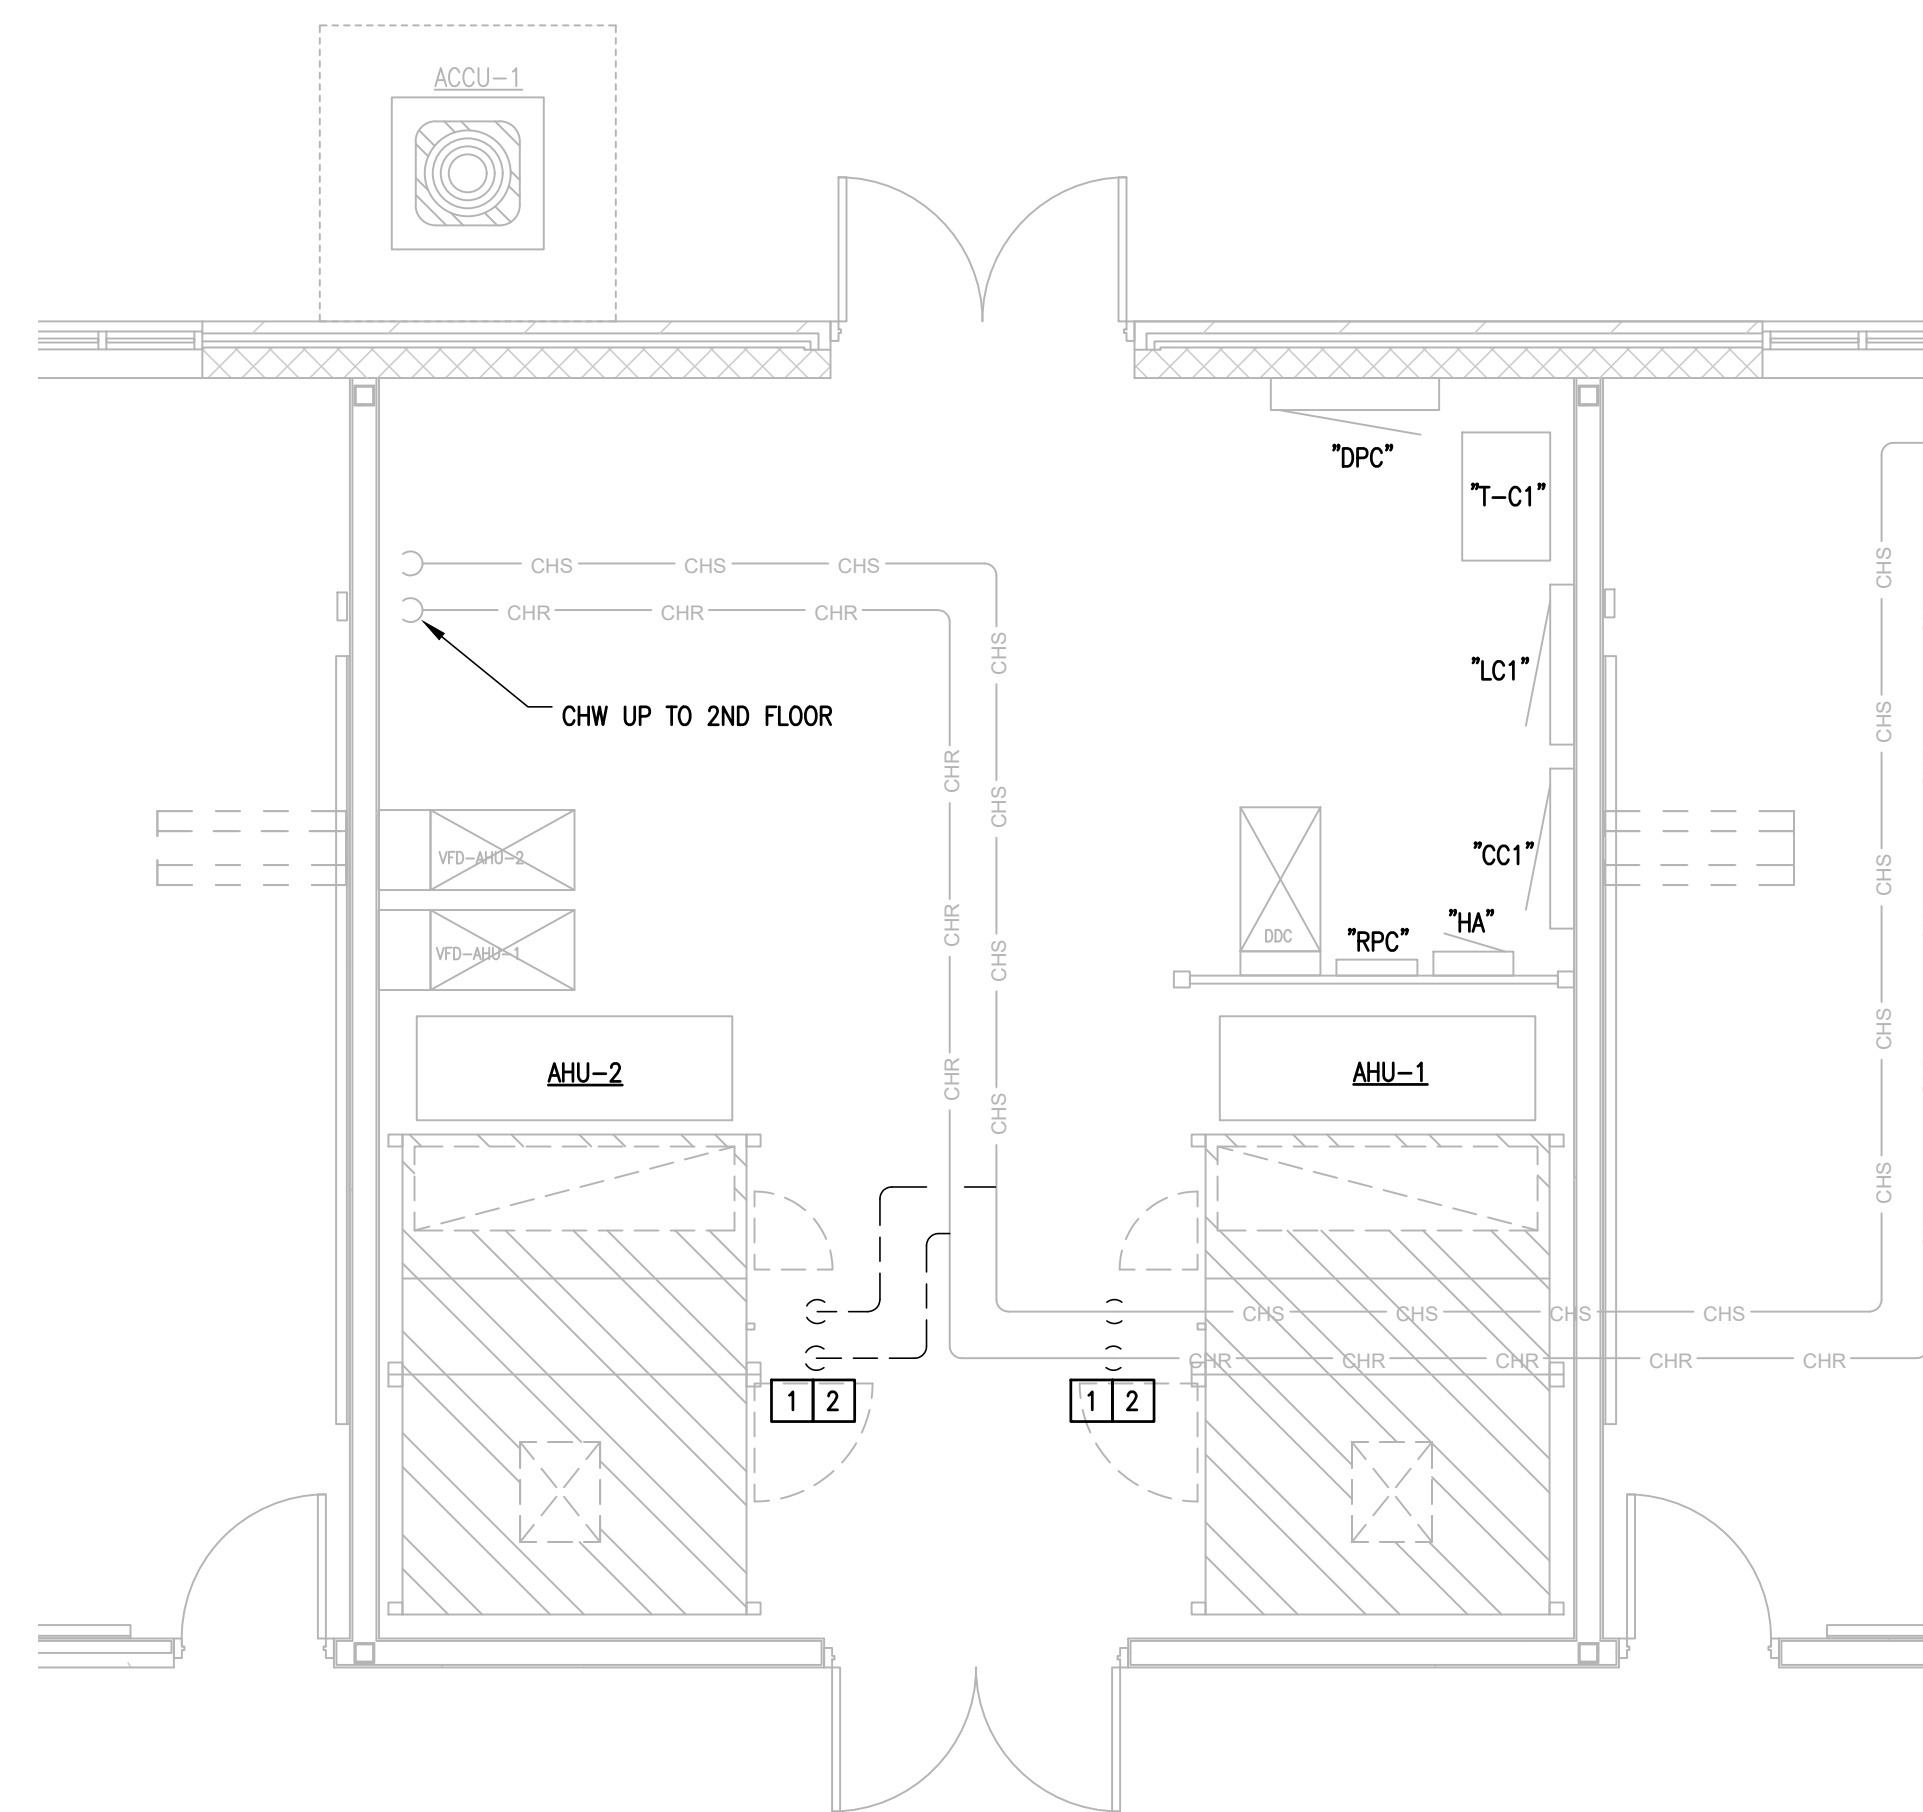 ACCU-1
"DPC"
"T-C1"
CHS CHS CHS
CHR CHR CHR
CHS
CHS
CHS
CHS
CHR
CHR
CHR
CHS
CHS
CHS
CHS
CHS
"LC1"
CHW UP TO 2ND FLOOR
VFD-AHU-2
"CC1"
"HA"
DDC
"RPC"
VFD-AHU-1
AHU-2
AHU-1
CHS CHS CHS CHS
CHR CHR CHR CHR CHR
1 2
1 2